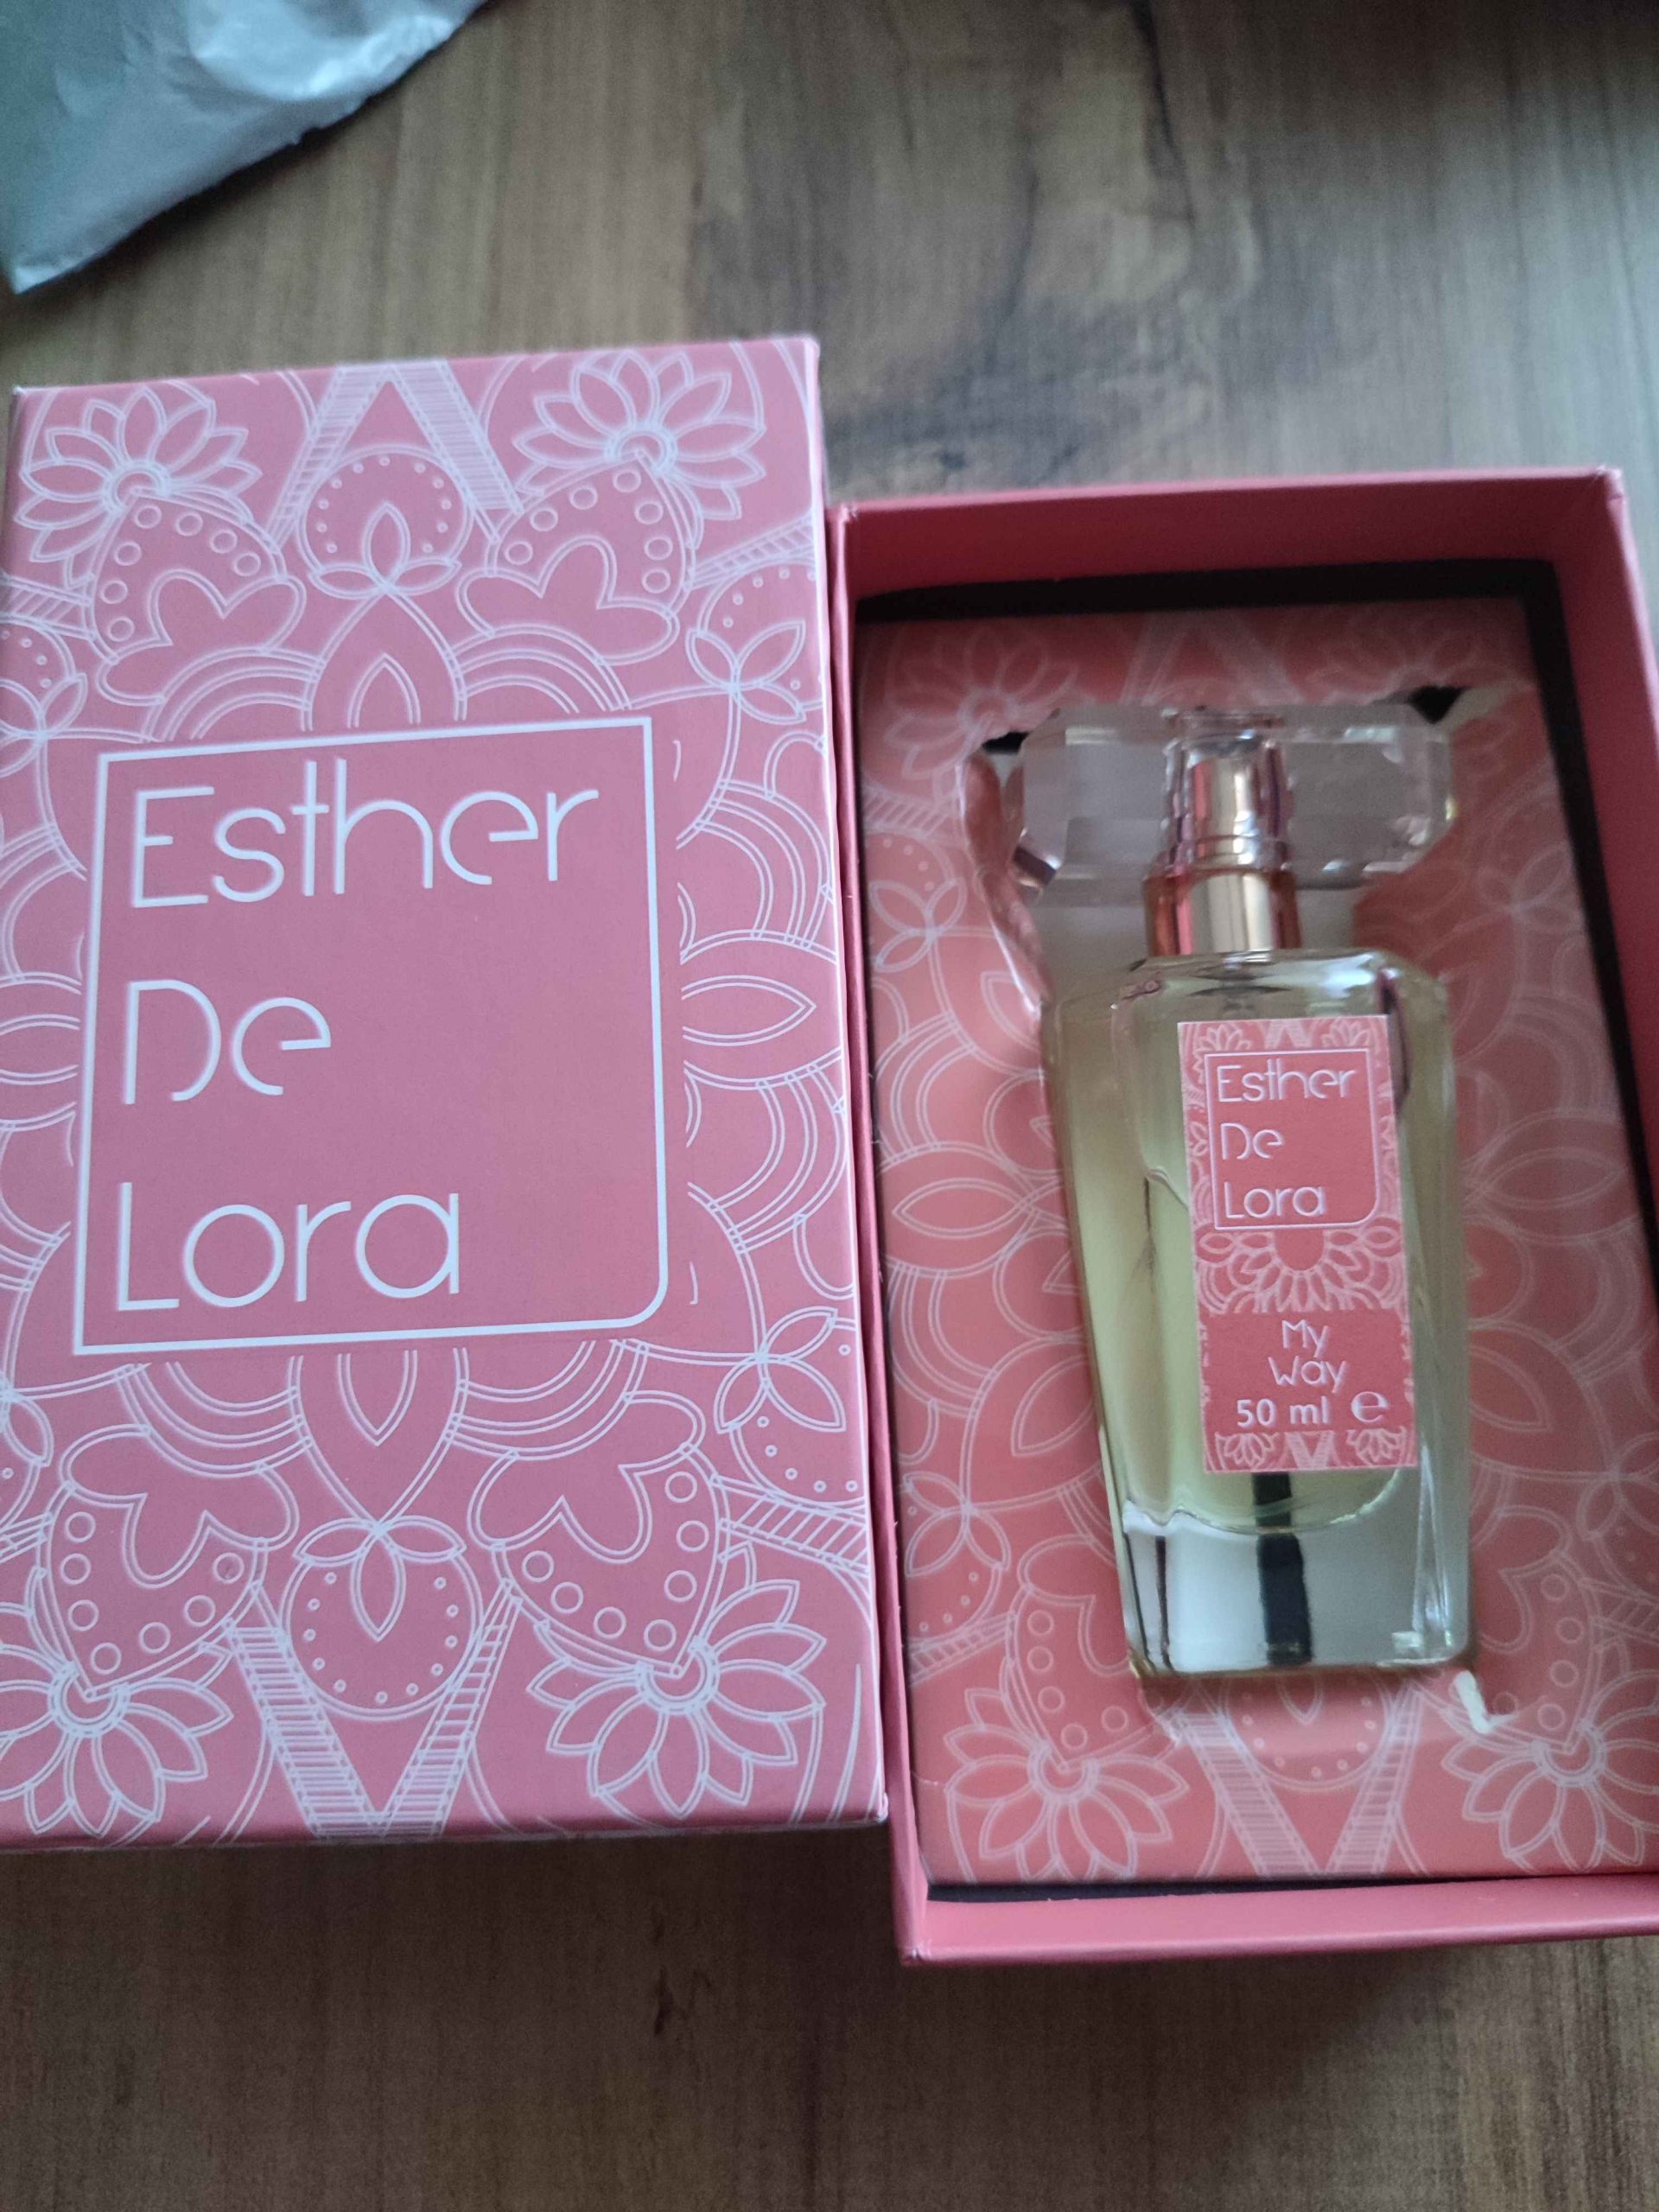 Esther
De
Lora
Esther
De
Lora
My
Way
50 ml ℮